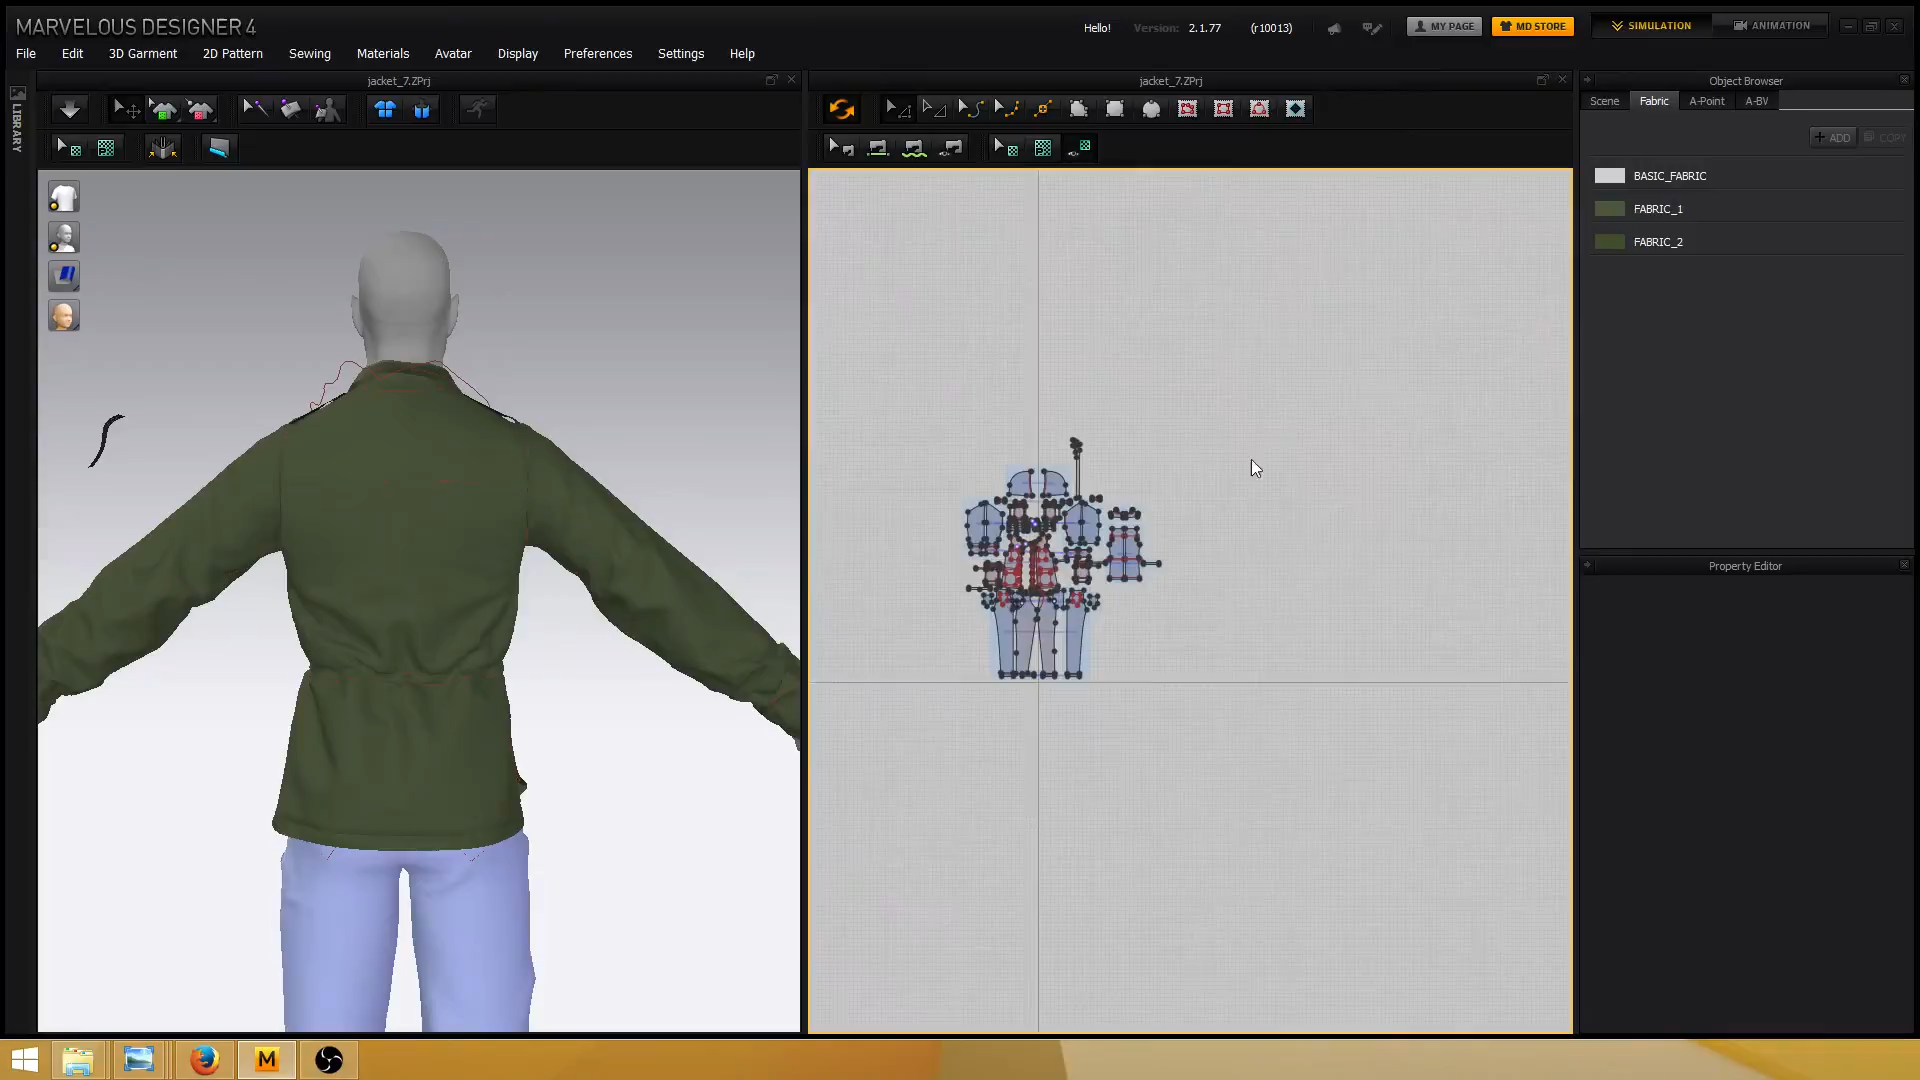 MARVELOUS DESIGNER 4
Hello! Version: 2.1.77 (r10013) MY PAGE MD STORE SIMULATION ANIMATION
File Edit 3D Garment 2D Pattern Sewing Materials Avatar Display Preferences Settings Help
jacket_7.ZPrj jacket_7.ZPrj Object Browser
LIBRARY
Scene Fabric A-Point A-BV
+ ADD COPY
BASIC_FABRIC
FABRIC_1
FABRIC_2
Property Editor
M